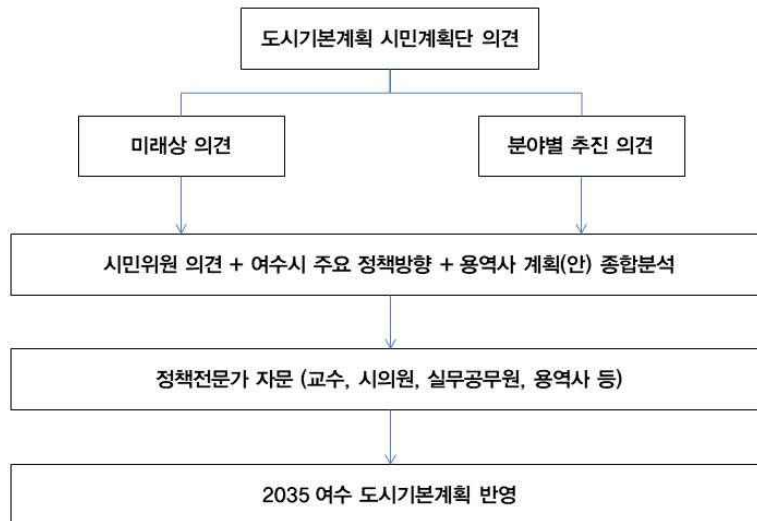 도시기본계획 시민계획단 의견
미래상 의견
분야별 추진 의견
시민위원 의견 + 여수시 주요 정책방향 + 용역사 계획(안) 종합분석
정책전문가 자문 (교수, 시의원, 실무공무원, 용역사 등)
2035 여수 도시기본계획 반영